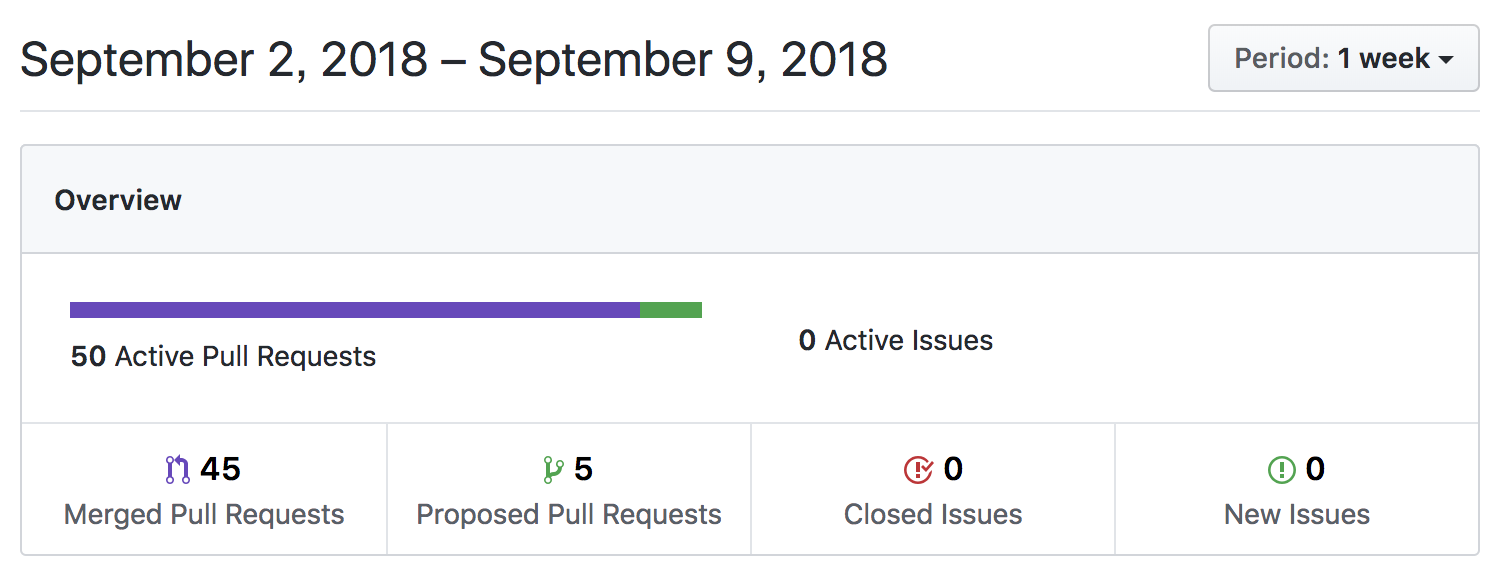 September 2, 2018 – September 9, 2018
Period: 1 week
Overview
50 Active Pull Requests
0 Active Issues
45
Merged Pull Requests
5
Proposed Pull Requests
0
Closed Issues
0
New Issues